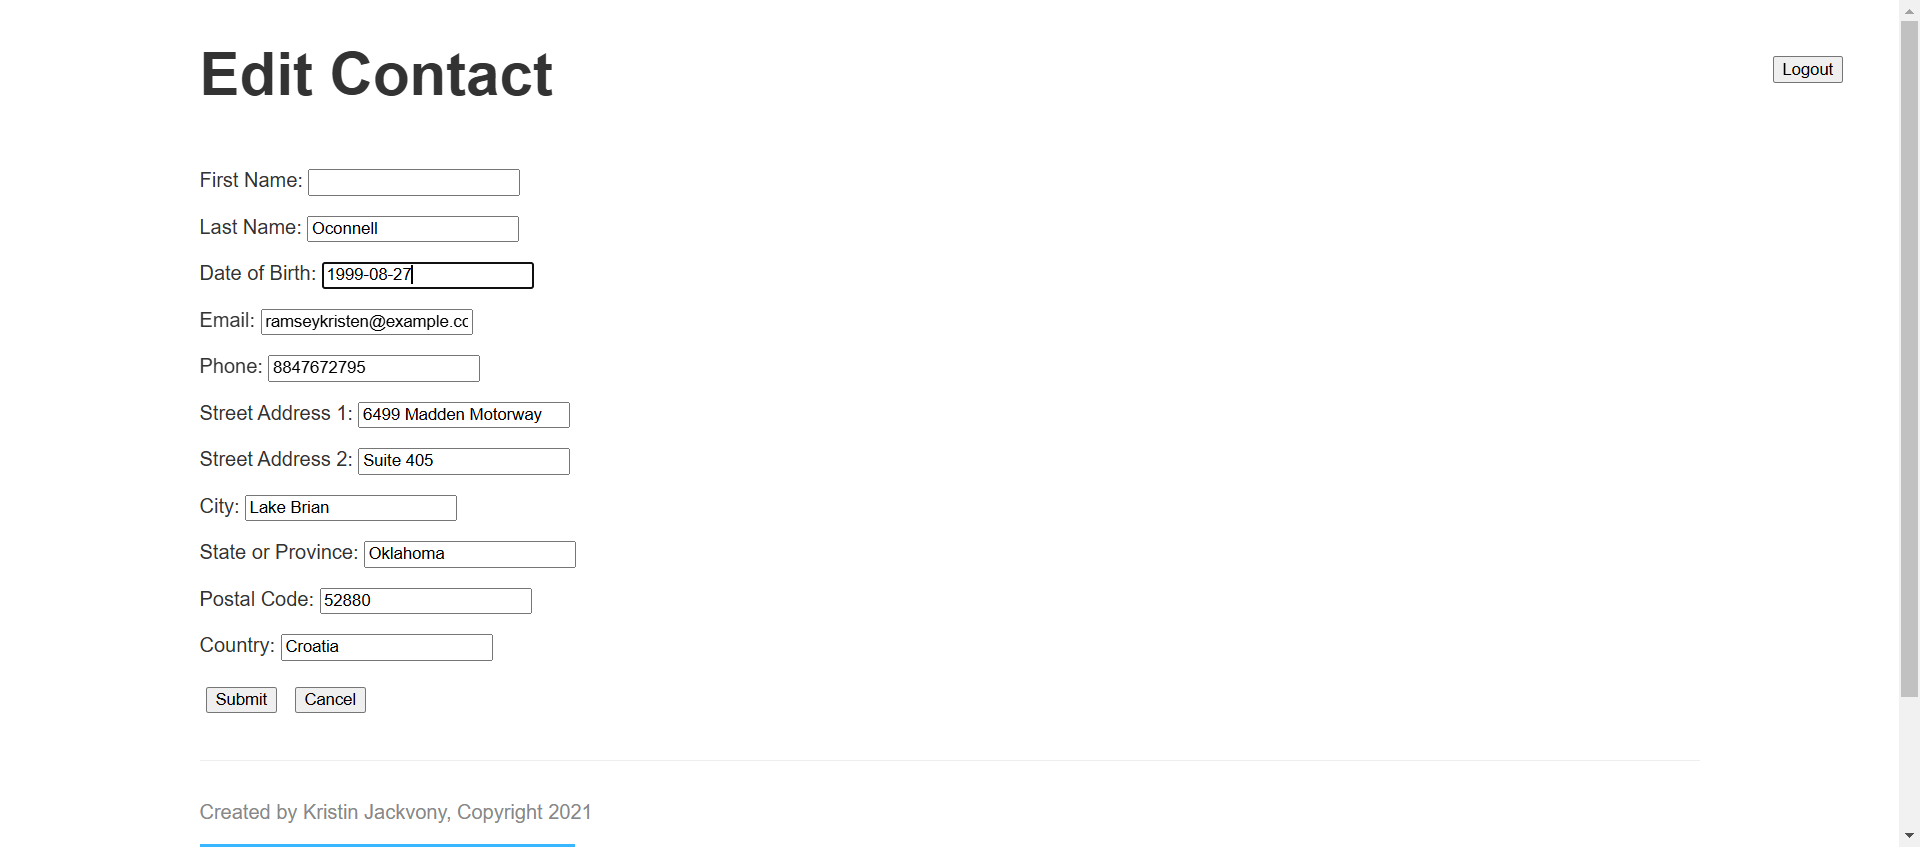 Edit Contact
Logout
First Name:
Last Name: Oconnell
Date of Birth: 1999-08-27
Email: ramseykristen@example.co
Phone: 8847672795
Street Address 1: 6499 Madden Motorway
Street Address 2: Suite 405
City: Lake Brian
State or Province: Oklahoma
Postal Code: 52880
Country: Croatia
Submit Cancel
Created by Kristin Jackvony, Copyright 2021